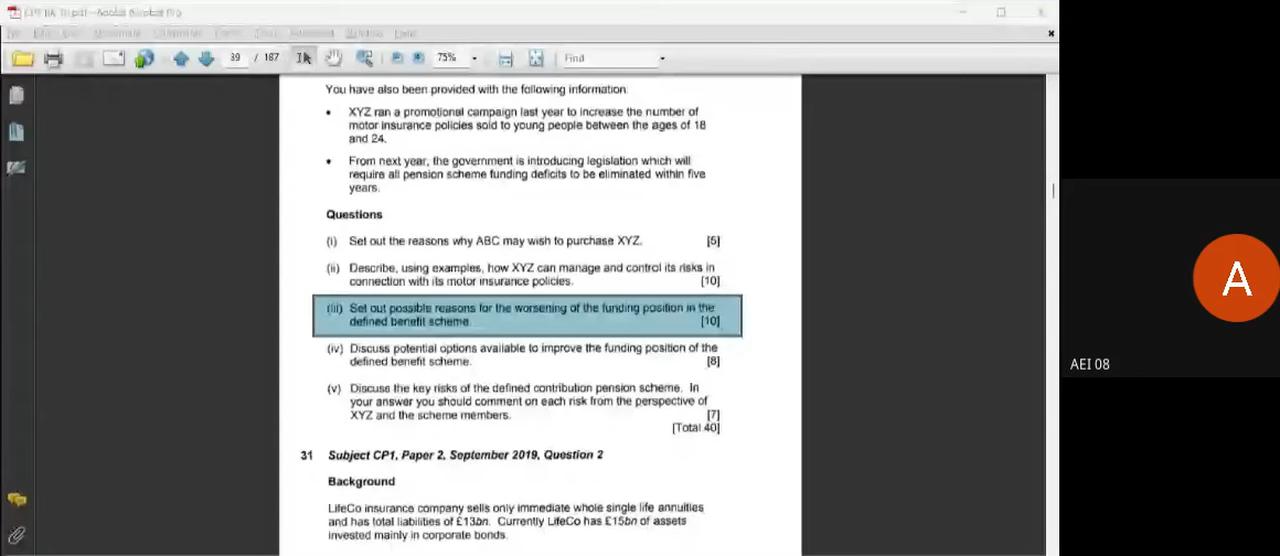 39 / 187
75%
Find
You have also been provided with the following information:
• XYZ ran a promotional campaign last year to increase the number of
motor insurance policies sold to young people between the ages of 18
and 24.
• From next year, the government is introducing legislation which will
require all pension scheme funding deficits to be eliminated within five
years.
Questions
(i) Set out the reasons why ABC may wish to purchase XYZ. [5]
(ii) Describe, using examples, how XYZ can manage and control its risks in
connection with its motor insurance policies. [10]
(iii) Set out possible reasons for the worsening of the funding position in the
defined benefit scheme. [10]
(iv) Discuss potential options available to improve the funding position of the
defined benefit scheme. [8]
(v) Discuss the key risks of the defined contribution pension scheme. In
your answer you should comment on each risk from the perspective of
XYZ and the scheme members. [7]
[Total 40]
31 Subject CP1, Paper 2, September 2019, Question 2
Background
LifeCo insurance company sells only immediate whole single life annuities
and has total liabilities of £13bn. Currently LifeCo has £15bn of assets
invested mainly in corporate bonds.
A
AEI 08